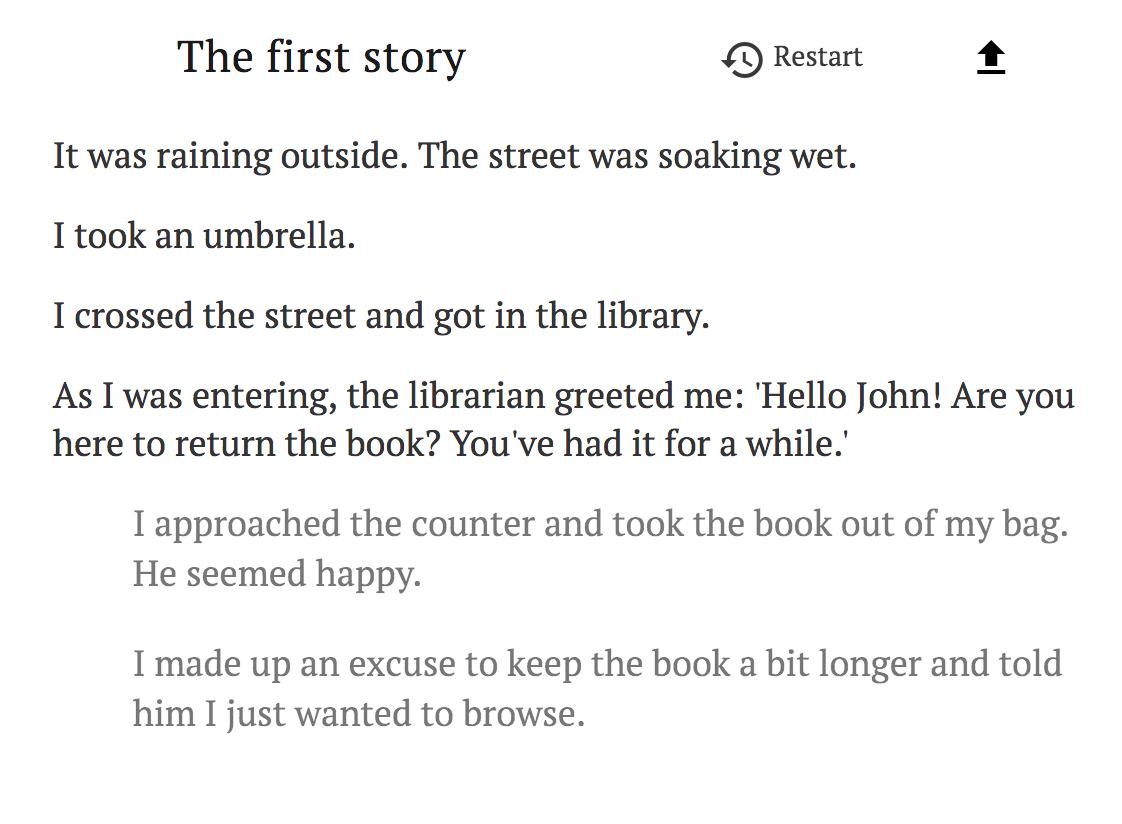 The first story
Restart
It was raining outside. The street was soaking wet.
I took an umbrella.
I crossed the street and got in the library.
As I was entering, the librarian greeted me: 'Hello John! Are you
here to return the book? You've had it for a while.'
I approached the counter and took the book out of my bag.
He seemed happy.
I made up an excuse to keep the book a bit longer and told
him I just wanted to browse.